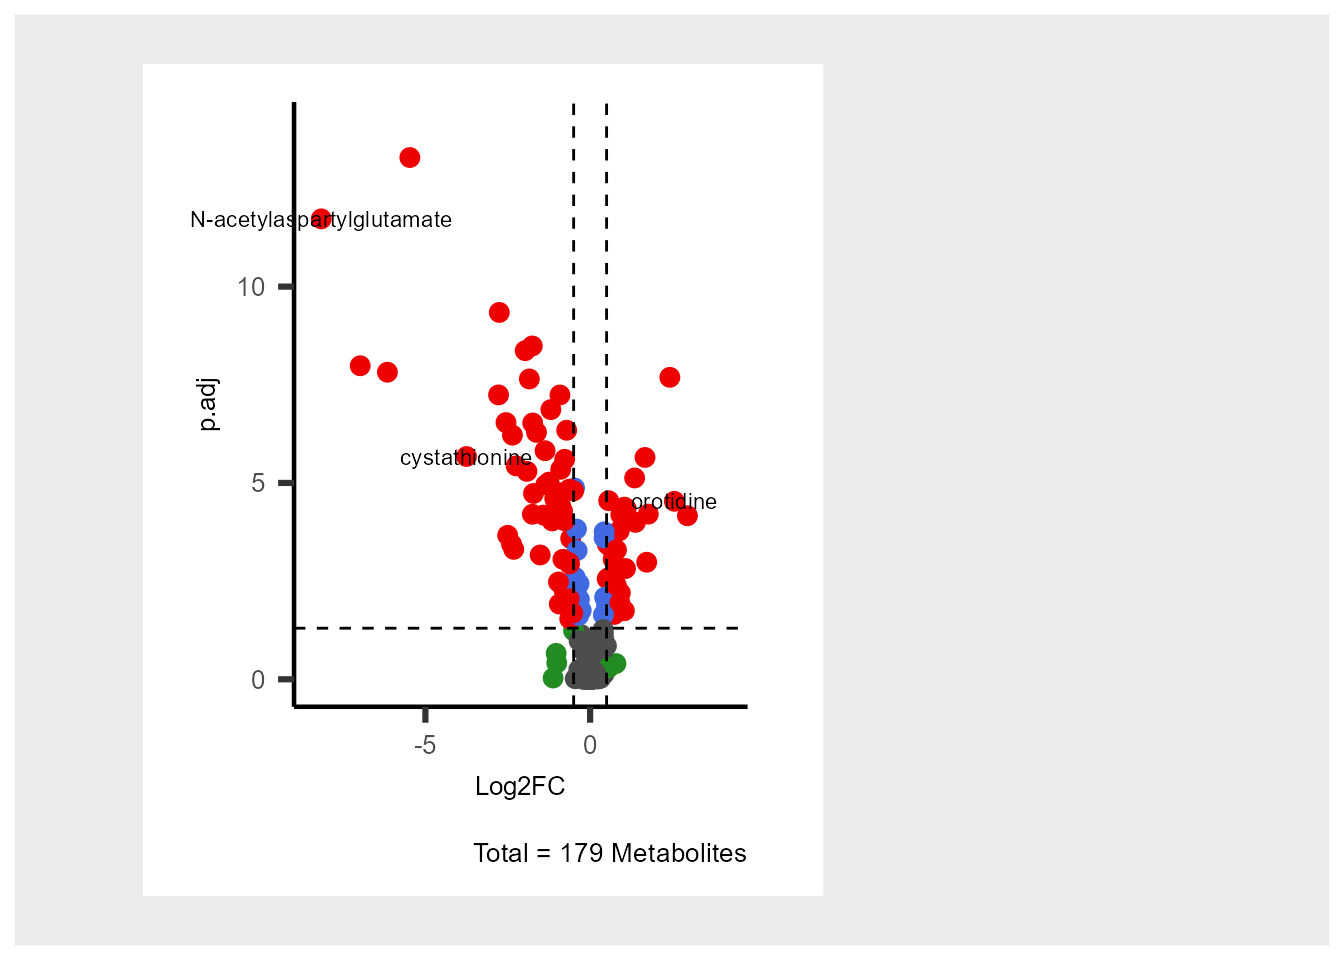 N-acetylaspartylglutamate
10
p.adj
cystathionine
5
orotidine
0
-5 0
Log2FC
Total = 179 Metabolites